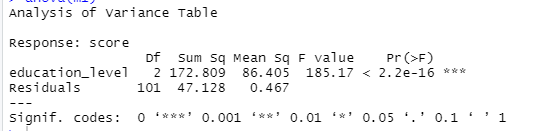 > anova(m1)
Analysis of Variance Table

Response: score
                 Df  Sum Sq Mean Sq F value    Pr(>F)
education_level   2 172.809  86.405  185.17 < 2.2e-16 ***
Residuals       101  47.128   0.467
---
Signif. codes:  0 ‘***’ 0.001 ‘**’ 0.01 ‘*’ 0.05 ‘.’ 0.1 ‘ ’ 1